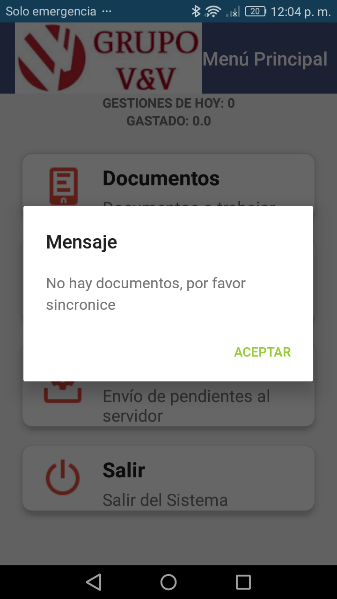 Solo emergencia ...
20
12:04 p. m.
GRUPO
V&V
Menú Principal
GESTIONES DE HOY: 0
GASTADO: 0.0
Documentos
Documentos a trabajar
Mensaje
No hay documentos, por favor
sincronice
ACEPTAR
Envío de pendientes al
servidor
Salir
Salir del Sistema